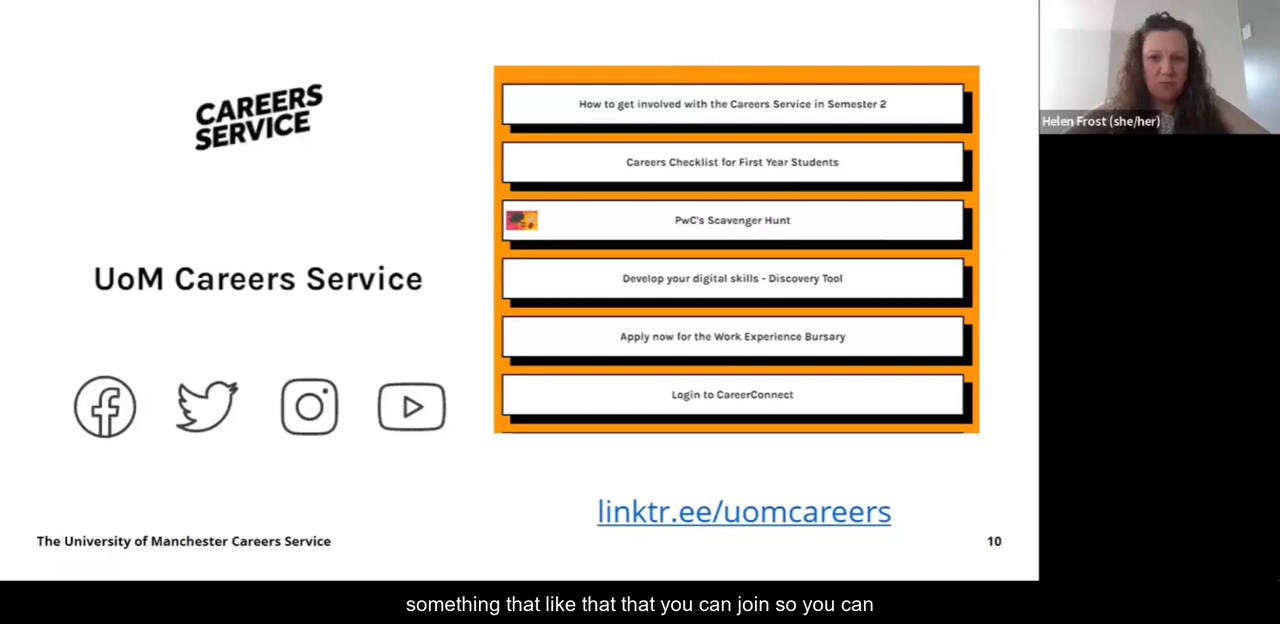 CAREERS
SERVICE
UoM Careers Service
How to get involved with the Careers Service in Semester 2
Careers Checklist for First Year Students
PwC's Scavenger Hunt
Develop your digital skills - Discovery Tool
Apply now for the Work Experience Bursary
Login to CareerConnect
linktr.ee/uomcareers
The University of Manchester Careers Service
10
Helen Frost (she/her)
something that like that that you can join so you can